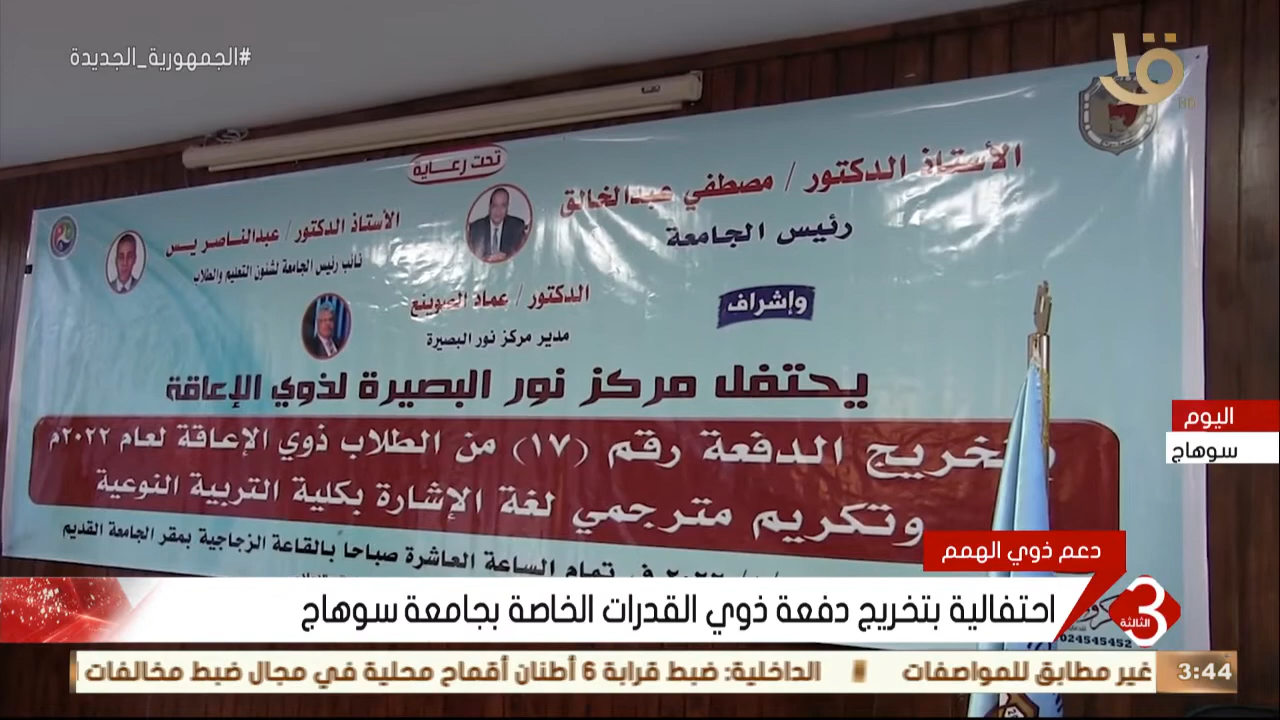 #الجمهورية_الجديدة
تحت رعاية
الأستاذ الدكتور / مصطفي عبدالخالق
رئيس الجامعة
الأستاذ الدكتور / عبدالناصر يس
نائب رئيس الجامعة لشئون التعليم والطلاب
وإشراف
الدكتور / عماد الصوينع
مدير مركز نور البصيرة
يحتفل مركز نور البصيرة لذوي الإعاقة
بتخريج الدفعة رقم (١٧) من الطلاب ذوي الإعاقة لعام ٢٠٢٢م
وتكريم مترجمي لغة الإشارة بكلية التربية النوعية
في تمام الساعة العاشرة صباحا بالقاعة الزجاجية بمقر الجامعة القديم
024545452
اليوم
سوهاج
دعم ذوي الهمم
احتفالية بتخريج دفعة ذوي القدرات الخاصة بجامعة سوهاج
3
الثالثة
غير مطابق للمواصفات الداخلية: ضبط قرابة 6 أطنان أقماح محلية في مجال ضبط مخالفات
3:44